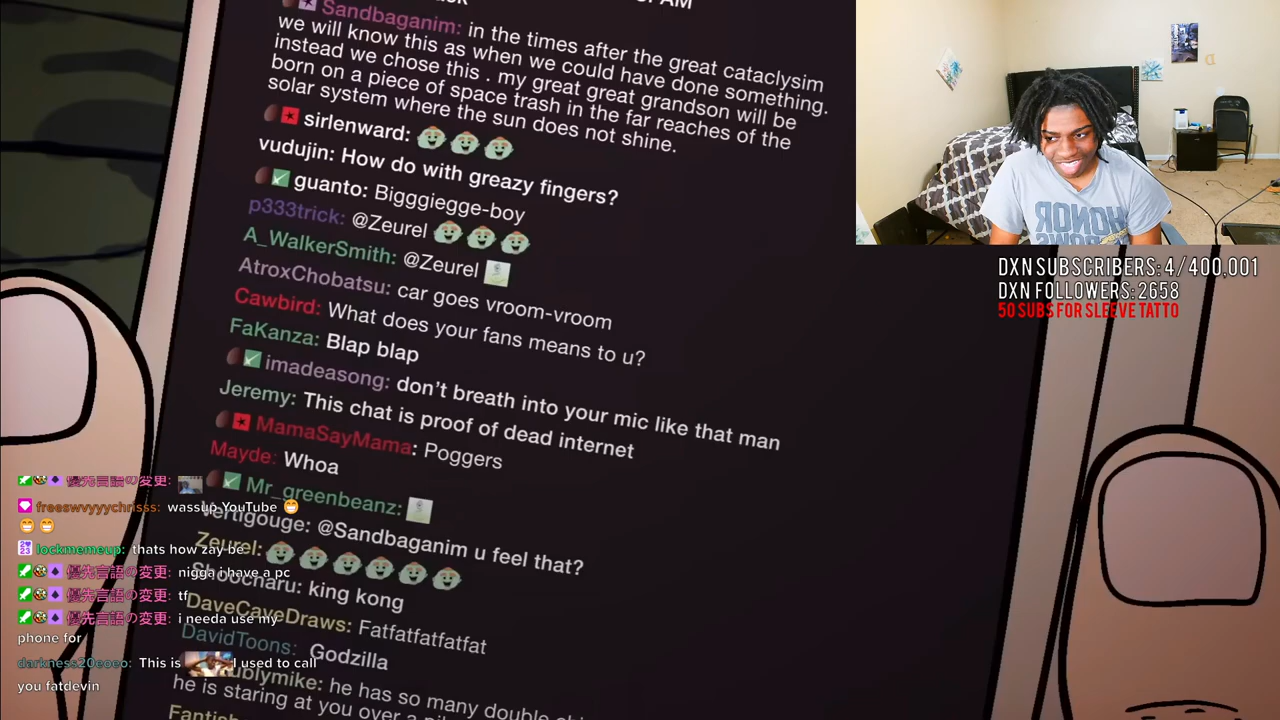 Sandbaganim: in the times after the great cataclysim
we will know this as when we could have done something.
instead we chose this . my great great grandson will be
born on a piece of space trash in the far reaches of the
solar system where the sun does not shine.
sirlenward:
vudujin: How do with greazy fingers?
guanto: Bigggiegge-boy
p333trick: @Zeurel
A_WalkerSmith: @Zeurel
AtroxChobatsu: car goes vroom-vroom
Cawbird: What does your fans means to u?
FaKanza: Blap blap
imadeasong: don't breath into your mic like that man
Jeremy: This chat is proof of dead internet
MamaSayMama: Poggers
Mayde: Whoa
Mr_greenbeanz:
@Sandbaganim u feel that?
Zeurel:
king kong
DaveCaveDraws: Fatfatfatfatfat
DavidToons: Godzilla
he has so many double
he is staring at you over a
優先言語の変更:
freeswvyyychrisss: wassup YouTube
lockmemeup: thats how zay be
優先言語の変更: nigga i have a pc
優先言語の変更: tf
優先言語の変更: i needa use my
phone for
darkness20eoeo: This is I used to call
you fatdevin
HONOR
DXN SUBSCRIBERS: 4/400,001
DXN FOLLOWERS: 2658
50 SUBS FOR SLEEVE TATTO